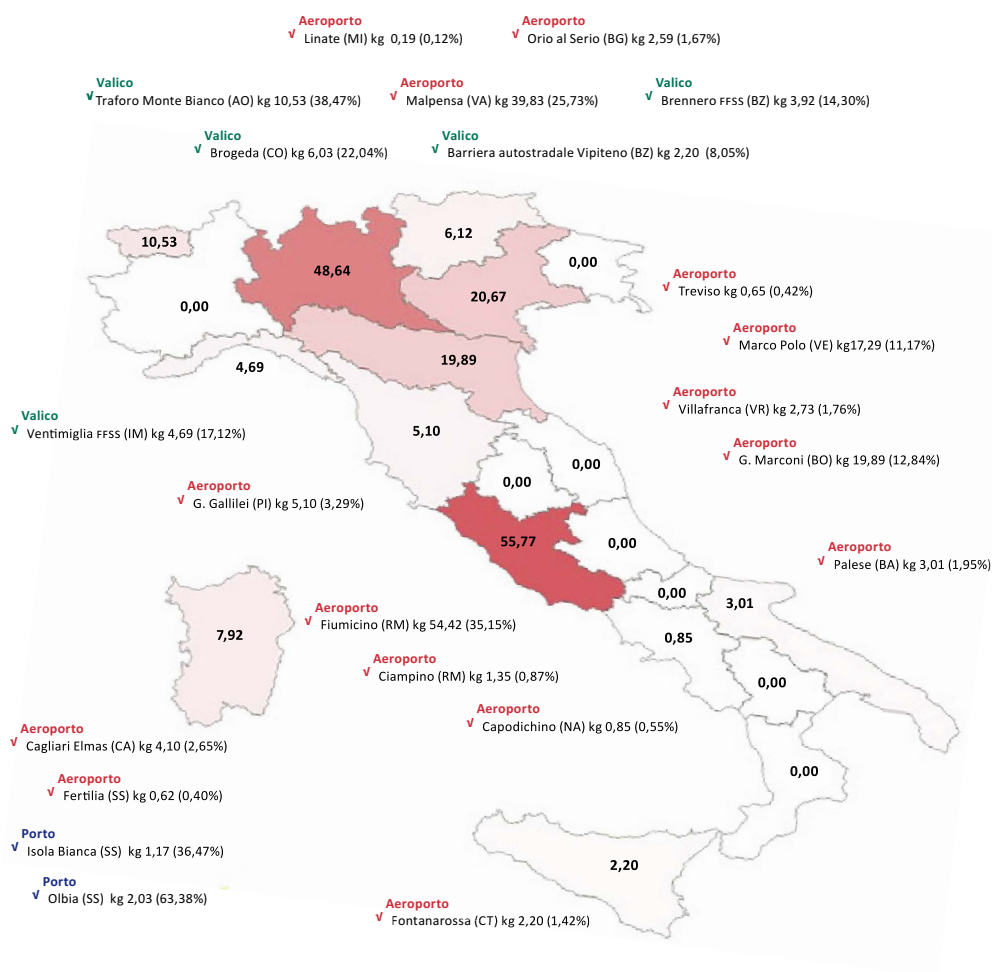 Aeroporto
√ Linate (MI) kg 0,19 (0,12%)
Aeroporto
√ Orio al Serio (BG) kg 2,59 (1,67%)
Valico
√ Traforo Monte Bianco (AO) kg 10,53 (38,47%)
Aeroporto
√ Malpensa (VA) kg 39,83 (25,73%)
Valico
√ Brennero FFSS (BZ) kg 3,92 (14,30%)
Valico
√ Brogeda (CO) kg 6,03 (22,04%)
Valico
√ Barriera autostradale Vipiteno (BZ) kg 2,20 (8,05%)
6,12
10,53
0,00
48,64
20,67
0,00
Aeroporto
√ Treviso kg 0,65 (0,42%)
Aeroporto
√ Marco Polo (VE) kg17,29 (11,17%)
19,89
4,69
Aeroporto
√ Villafranca (VR) kg 2,73 (1,76%)
Valico
√ Ventimiglia FFSS (IM) kg 4,69 (17,12%)
5,10
Aeroporto
√ G. Marconi (BO) kg 19,89 (12,84%)
0,00
0,00
Aeroporto
√ G. Gallilei (PI) kg 5,10 (3,29%)
55,77
0,00
Aeroporto
√ Palese (BA) kg 3,01 (1,95%)
0,00
3,01
Aeroporto
√ Fiumicino (RM) kg 54,42 (35,15%)
7,92
0,85
Aeroporto
√ Ciampino (RM) kg 1,35 (0,87%)
0,00
Aeroporto
√ Capodichino (NA) kg 0,85 (0,55%)
Aeroporto
√ Cagliari Elmas (CA) kg 4,10 (2,65%)
0,00
Aeroporto
√ Fertilia (SS) kg 0,62 (0,40%)
Porto
√ Isola Bianca (SS) kg 1,17 (36,47%)
2,20
Porto
√ Olbia (SS) kg 2,03 (63,38%)
Aeroporto
√ Fontanarossa (CT) kg 2,20 (1,42%)